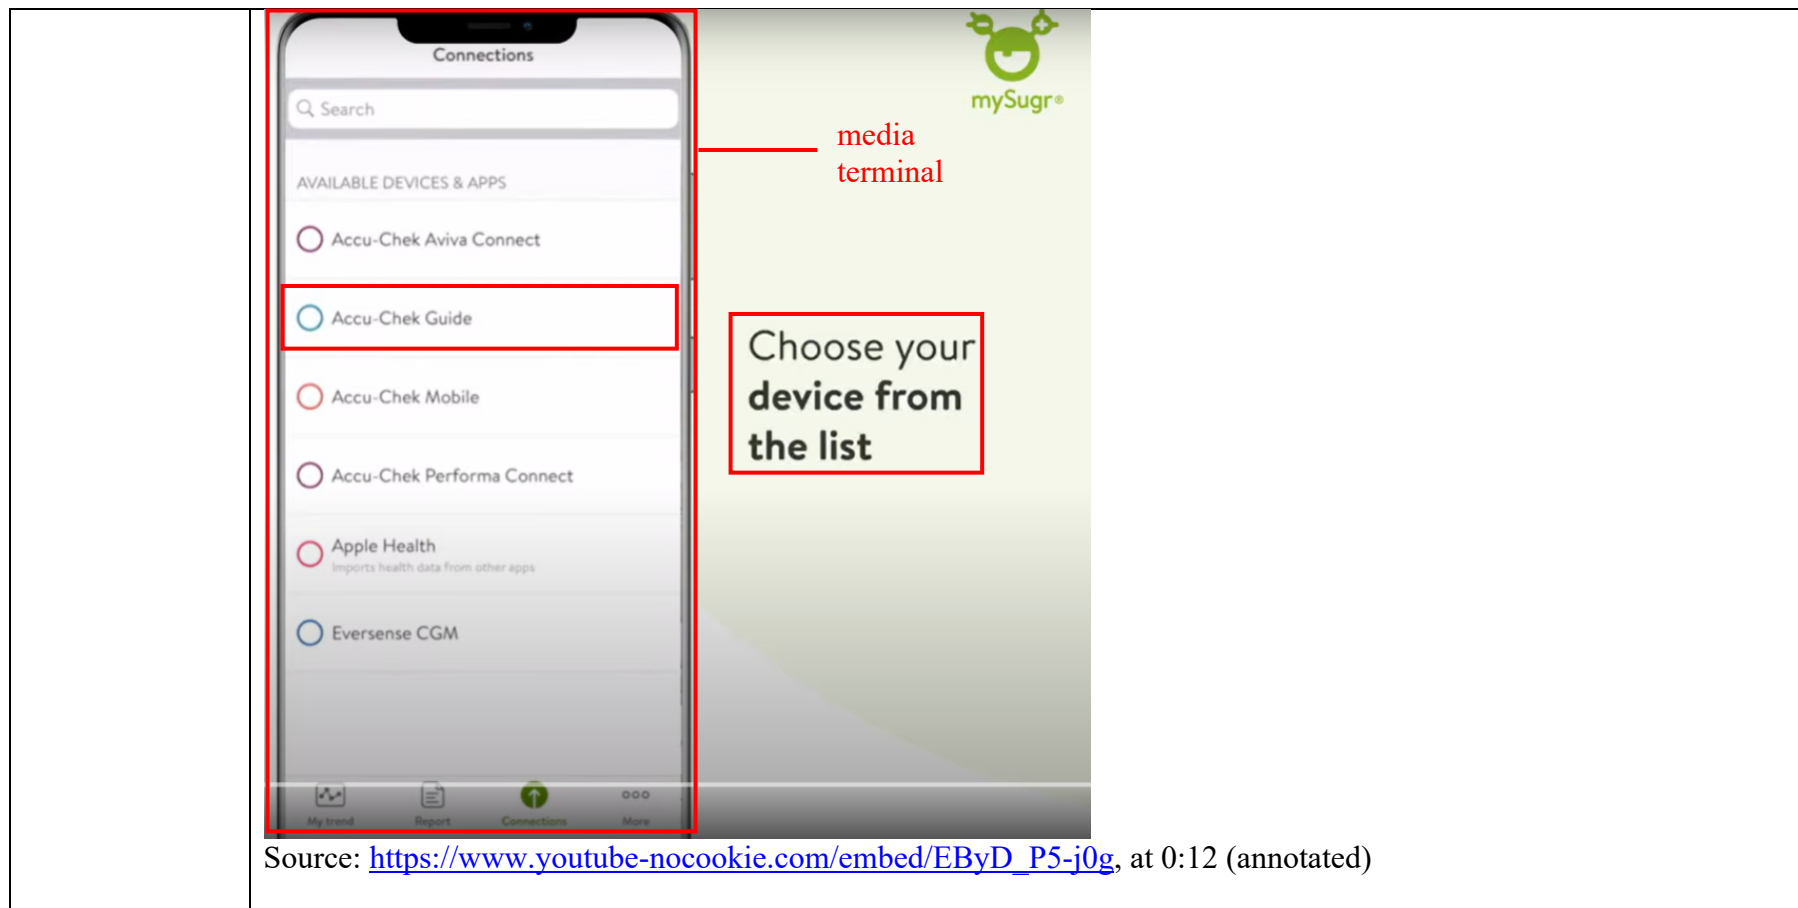 Connections
mySugr®
Search
media
terminal
AVAILABLE DEVICES & APPS
Accu-Chek Aviva Connect
Accu-Chek Guide
Choose your
device from
the list
Accu-Chek Mobile
Accu-Chek Performa Connect
Apple Health
Imports health data from other apps
Eversense CGM
My trend
Report
Connections
More
Source: https://www.youtube-nocookie.com/embed/EByD_P5-j0g, at 0:12 (annotated)